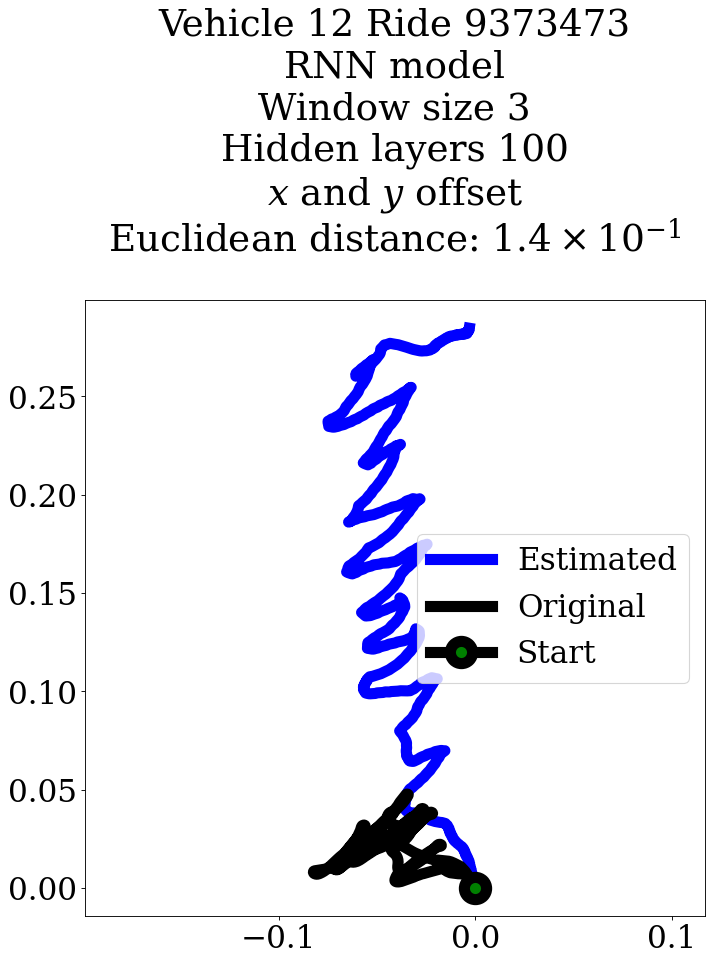 Vehicle 12 Ride 9373473
RNN model
Window size 3
Hidden layers 100
x and y offset
Euclidean distance: 1.4 × 10⁻¹
0.25
0.20
0.15
0.10
0.05
0.00
Estimated
Original
Start
−0.1
0.0
0.1